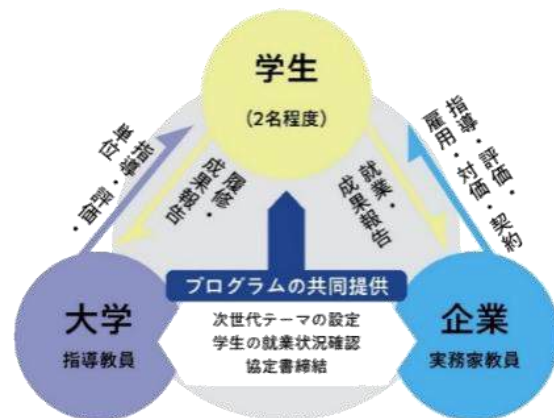 学生
(2名程度)
指導・評価・
単位
履修・
成果報告
就業・
成果報告
指導・評価・
雇用・対価・契約
プログラムの共同提供
次世代テーマの設定
学生の就業状況確認
協定書締結
大学
指導教員
企業
実務家教員